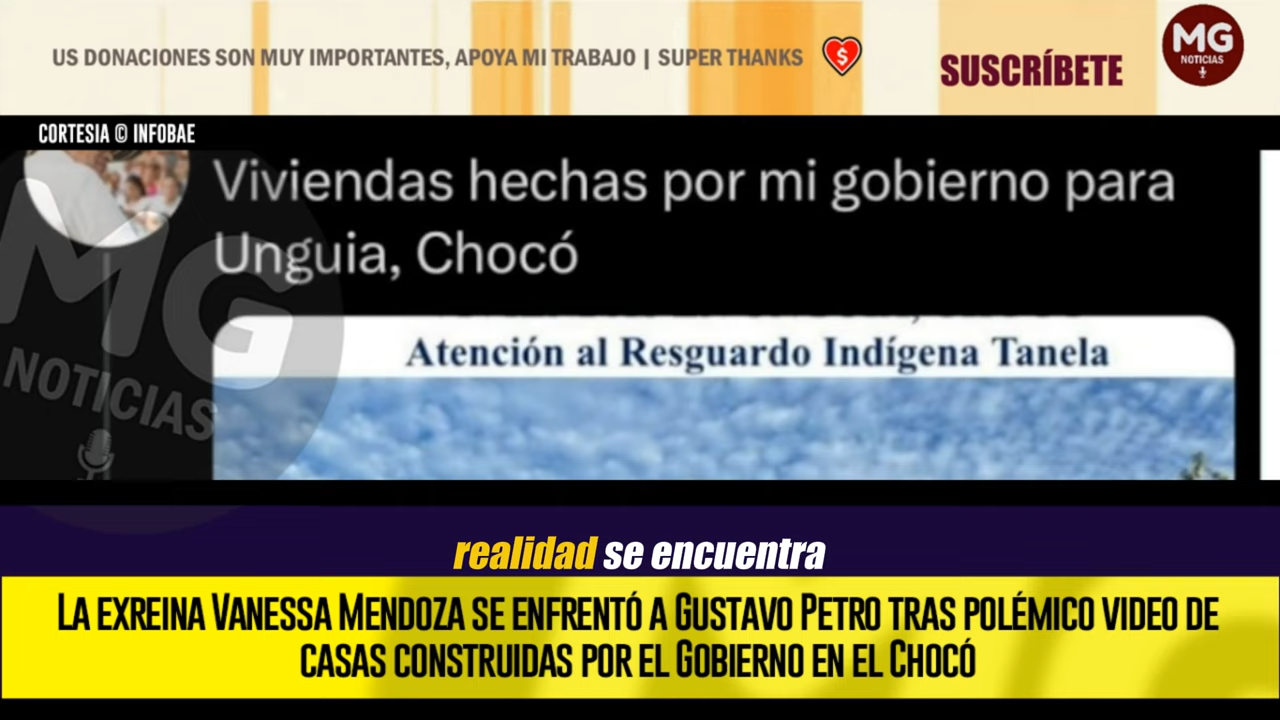 US DONACIONES SON MUY IMPORTANTES, APOYA MI TRABAJO | SUPER THANKS
SUSCRÍBETE
MG
NOTICIAS
CORTESIA © INFOBAE
Viviendas hechas por mi gobierno para
Unguia, Chocó
MG
NOTICIAS
Atención al Resguardo Indígena Tanela
realidad se encuentra
LA EXREINA VANESSA MENDOZA SE ENFRENTÓ A GUSTAVO PETRO TRAS POLÉMICO VIDEO DE
CASAS CONSTRUIDAS POR EL GOBIERNO EN EL CHOCÓ